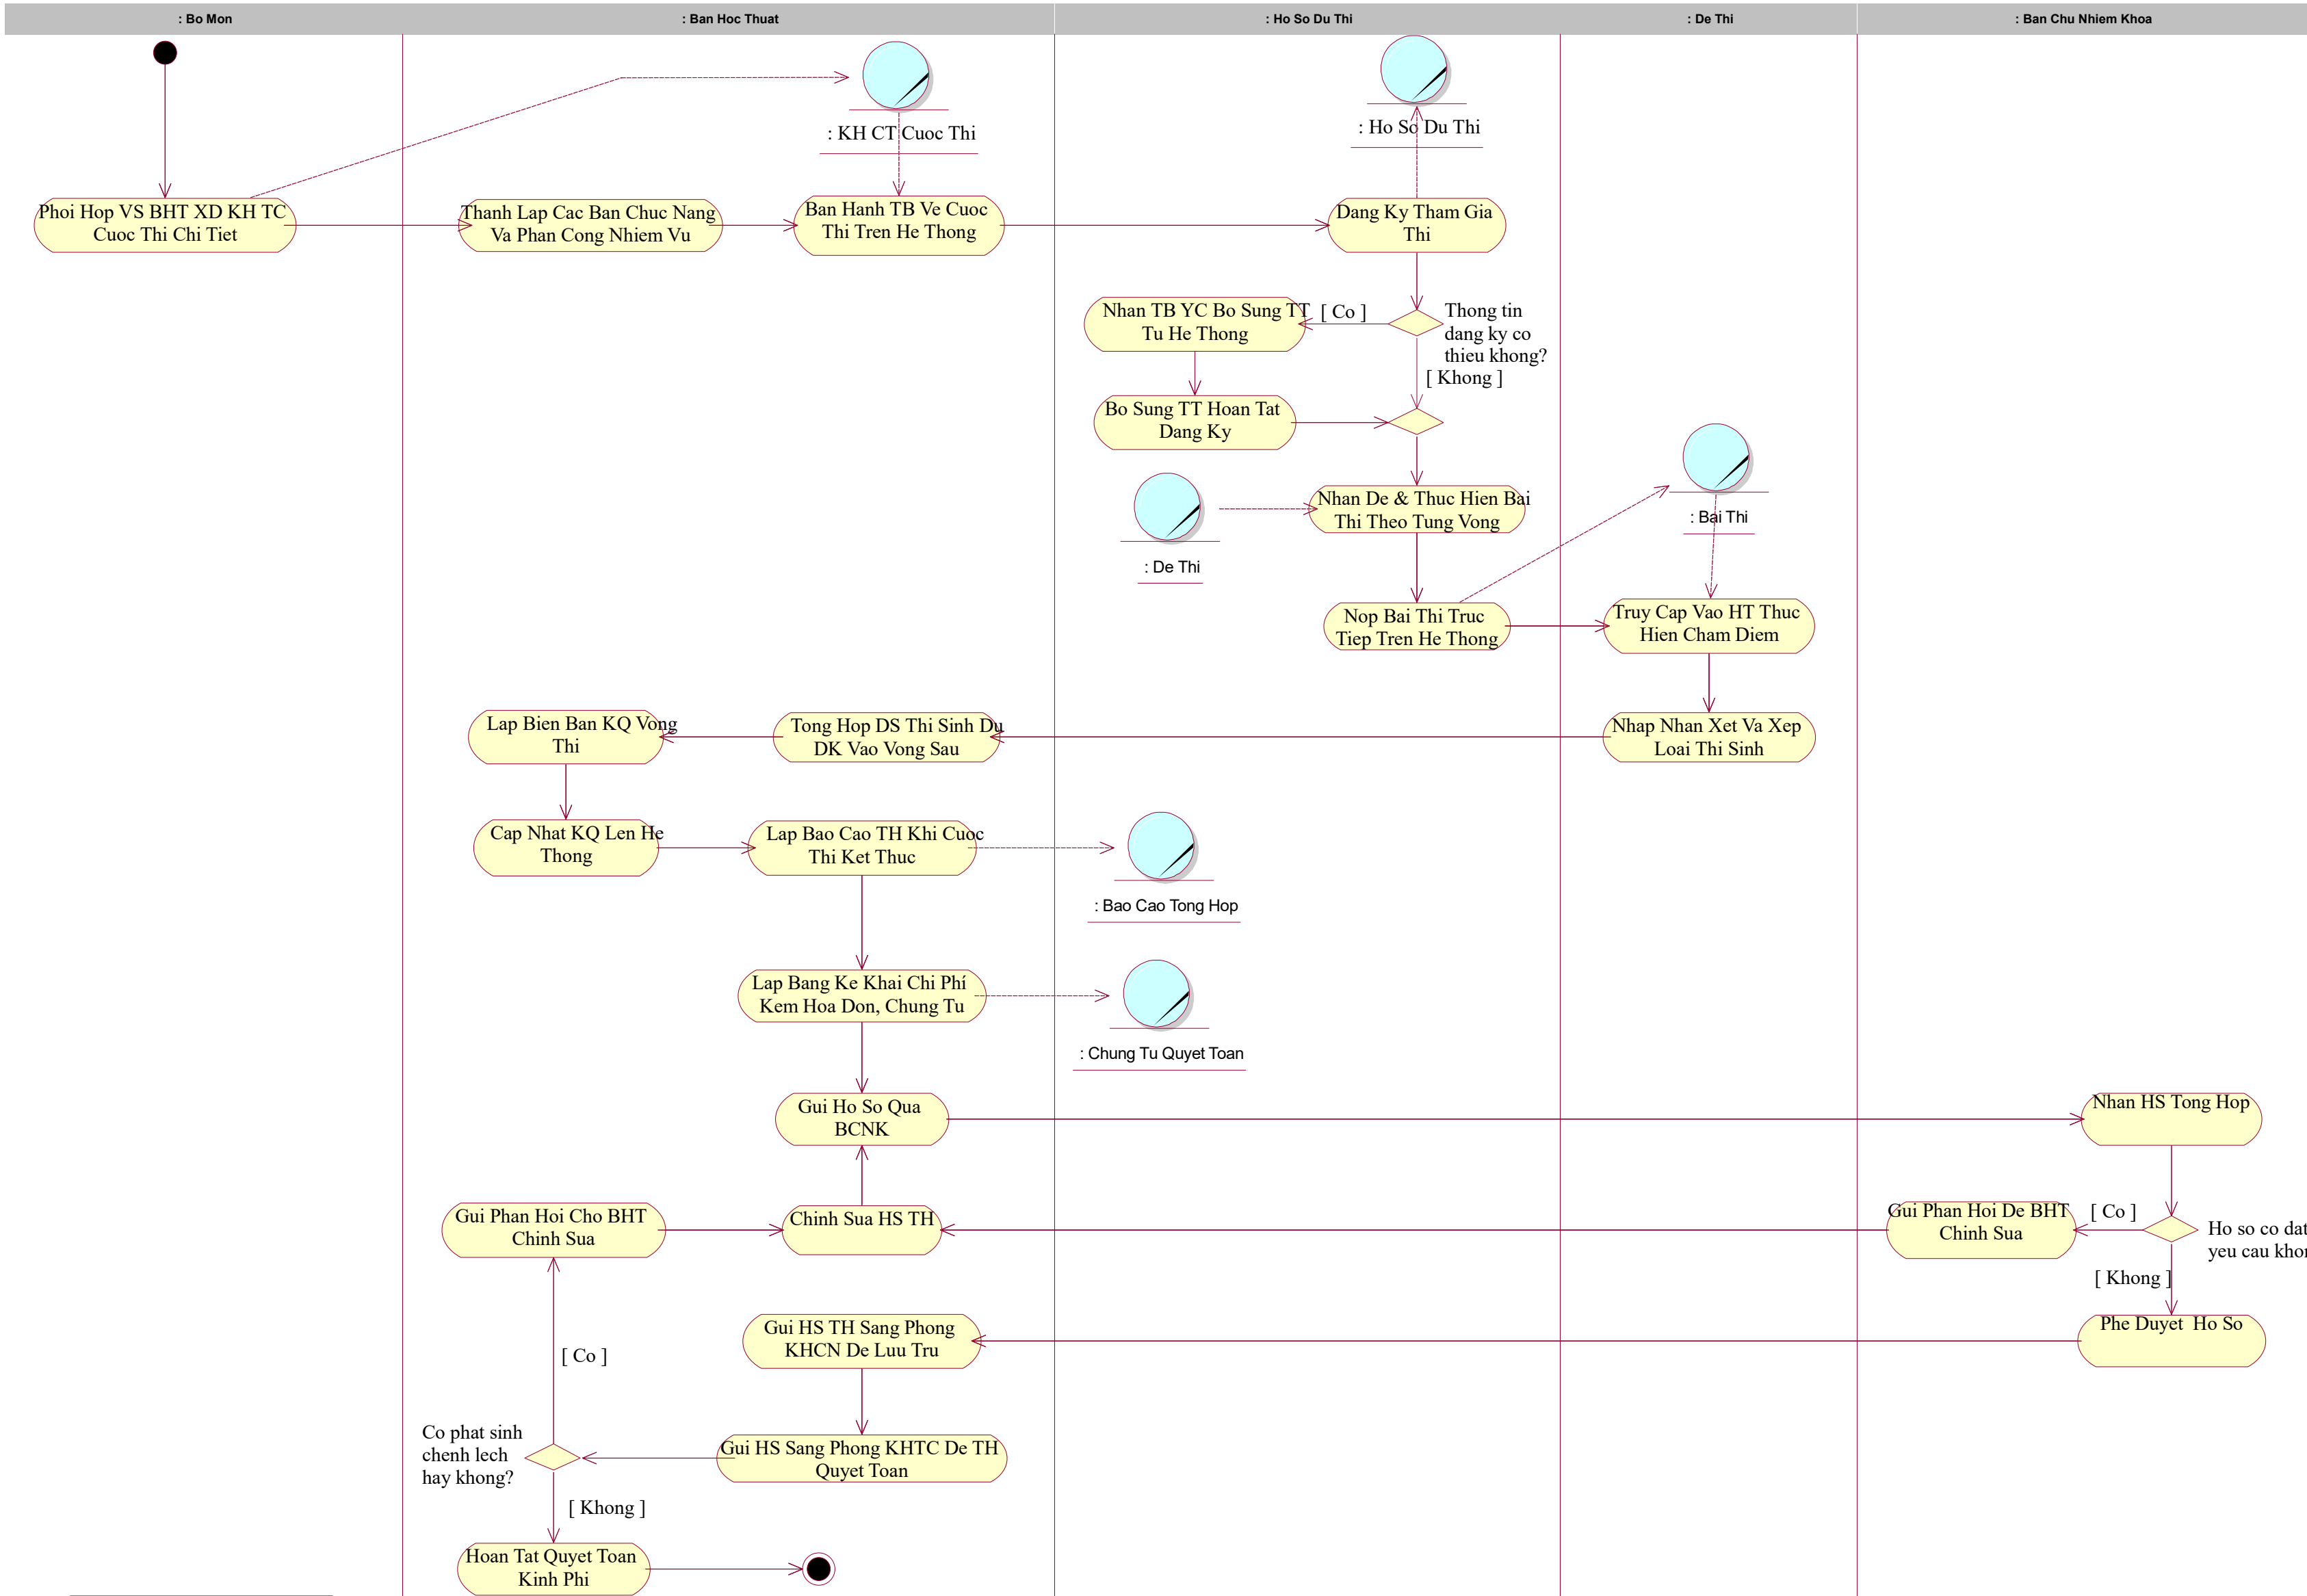 : Bo Mon
: Ban Hoc Thuat
: Ho So Du Thi
: De Thi
: Ban Chu Nhiem Khoa
: KH CT Cuoc Thi
: Ho So Du Thi
Phoi Hop VS BHT XD KH TC
Cuoc Thi Chi Tiet
Thanh Lap Cac Ban Chuc Nang
Va Phan Cong Nhiem Vu
Ban Hanh TB Ve Cuoc
Thi Tren He Thong
Dang Ky Tham Gia
Thi
Nhan TB YC Bo Sung TT
Tu He Thong
[ Co ]
Thong tin
dang ky co
thieu khong?
[ Khong ]
Bo Sung TT Hoan Tat
Dang Ky
Nhan De & Thuc Hien Bai
Thi Theo Tung Vong
: De Thi
: Bai Thi
Nop Bai Thi Truc
Tiep Tren He Thong
Truy Cap Vao HT Thuc
Hien Cham Diem
Lap Bien Ban KQ Vong
Thi
Tong Hop DS Thi Sinh Du
DK Vao Vong Sau
Nhap Nhan Xet Va Xep
Loai Thi Sinh
Cap Nhat KQ Len He
Thong
Lap Bao Cao TH Khi Cuoc
Thi Ket Thuc
: Bao Cao Tong Hop
Lap Bang Ke Khai Chi Phí
Kem Hoa Don, Chung Tu
: Chung Tu Quyet Toan
Gui Ho So Qua
BCNK
Nhan HS Tong Hop
Gui Phan Hoi Cho BHT
Chinh Sua
Chinh Sua HS TH
Gui Phan Hoi De BHT
Chinh Sua
[ Co ]
Ho so co dat
yeu cau
[ Khong ]
Gui HS TH Sang Phong
KHCN De Luu Tru
Phe Duyet  Ho So
[ Co ]
Co phat sinh
chenh lech
hay khong?
Gui HS Sang Phong KHTC De TH
Quyet Toan
[ Khong ]
Hoan Tat Quyet Toan
Kinh Phi